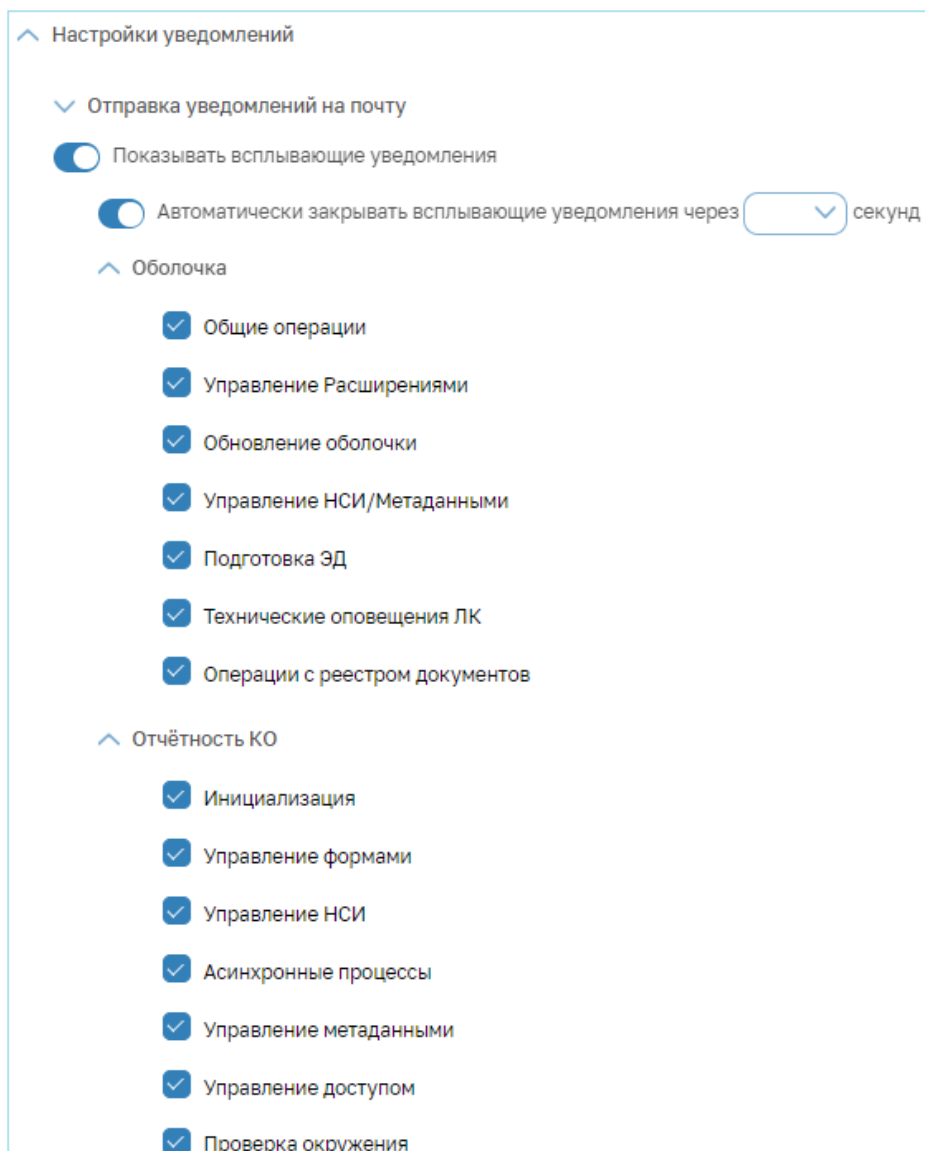 Настройки уведомлений
Отправка уведомлений на почту
Показывать всплывающие уведомления
Автоматически закрывать всплывающие уведомления через секунд
Оболочка
Общие операции
Управление Расширениями
Обновление оболочки
Управление НСИ/Метаданными
Подготовка ЭД
Технические оповещения ЛК
Операции с реестром документов
Отчётность КО
Инициализация
Управление формами
Управление НСИ
Асинхронные процессы
Управление метаданными
Управление доступом
Проверка окружения